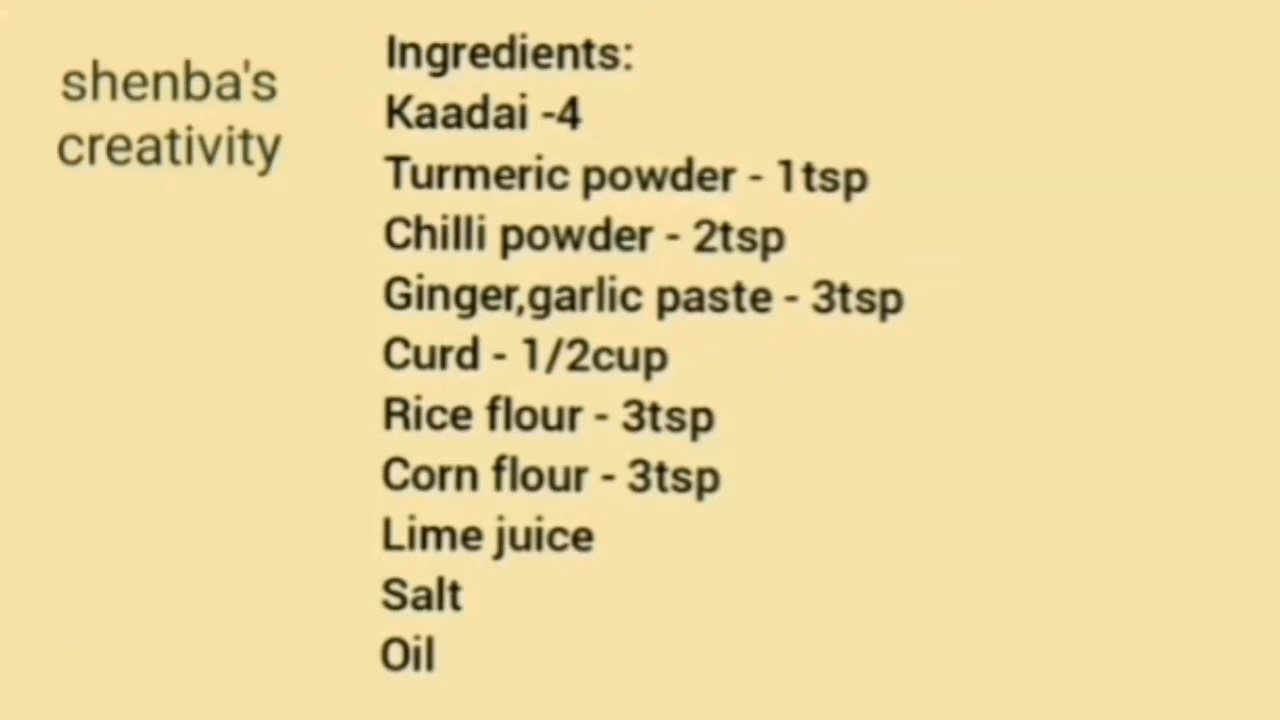 shenba's
creativity
Ingredients:
Kaadai -4
Turmeric powder - 1tsp
Chilli powder - 2tsp
Ginger,garlic paste - 3tsp
Curd - 1/2cup
Rice flour - 3tsp
Corn flour - 3tsp
Lime juice
Salt
Oil